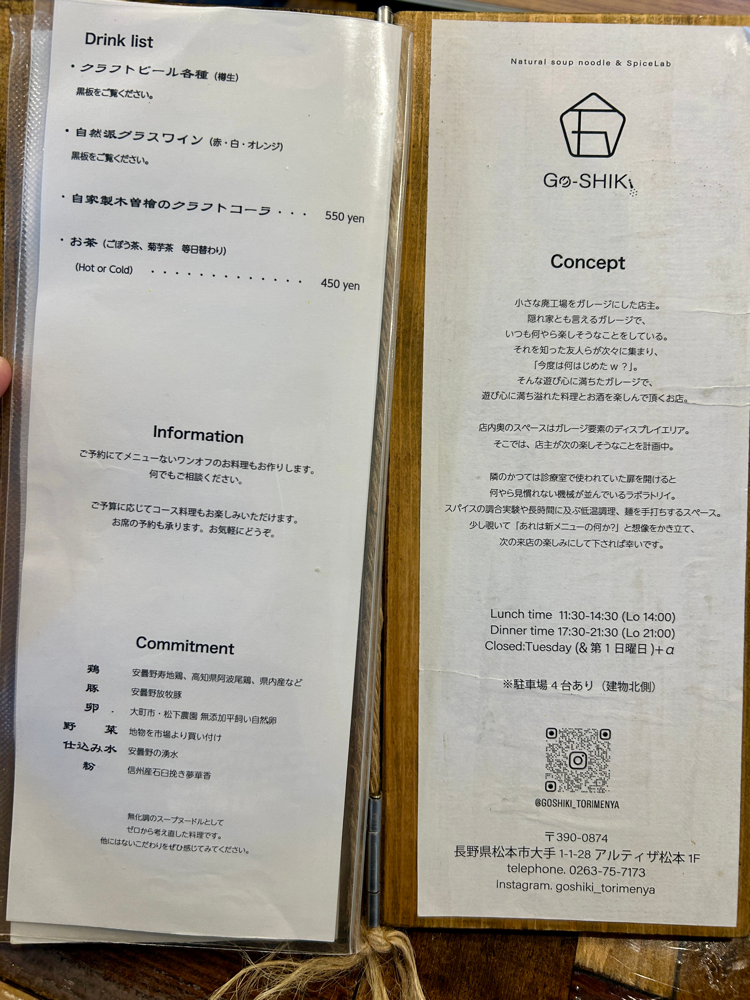 Drink list
・クラフトビール各種（樽生）
黒板をご覧ください。
・自然派グラスワイン（赤・白・オレンジ）
黒板をご覧ください。
・自家製木曽檜のクラフトコーラ・・・ 550 yen
・お茶（ごぼう茶、菊芋茶　等日替わり）
（Hot or Cold） ・・・・・・・・・・・・・ 450 yen
Information
ご予約にてメニューないワンオフのお料理もお作りします。
何でもご相談ください。
ご予算に応じてコース料理もお楽しみいただけます。
お席の予約も承ります。お気軽にどうぞ。
Commitment
鶏　安曇野寿地鶏、高知県阿波尾鶏、県内産など
豚　安曇野放牧豚
卵 .　大町市・松下農園 無添加平飼い自然卵
野　菜　地物を市場より買い付け
仕込み水　安曇野の湧水
粉　信州産石臼挽き夢華香
無化調のスープヌードルとして
ゼロから考え直した料理です。
他にはないこだわりをぜひ感じてみてください。
Natural soup noodle & SpiceLab
GO-SHIKi
Concept
小さな廃工場をガレージにした店主。
隠れ家とも言えるガレージで、
いつも何やら楽しそうなことをしている。
それを知った友人らが次々に集まり、
「今度は何はじめた w ？」。
そんな遊び心に満ちたガレージで、
遊び心に満ち溢れた料理とお酒を楽しんで頂くお店。
店内奥のスペースはガレージ要素のディスプレイエリア。
そこでは、店主が次の楽しそうなことを計画中。
隣のかつては診療室で使われていた扉を開けると
何やら見慣れない機械が並んでいるラボラトリイ。
スパイスの調合実験や長時間に及ぶ低温調理、麺を手打ちするスペース。
少し覗いて「あれは新メニューの何か?」と想像をかき立て、
次の来店の楽しみにして下されば幸いです。
Lunch time 11:30-14:30 (Lo 14:00)
Dinner time 17:30-21:30 (Lo 21:00)
Closed:Tuesday (& 第 1 日曜日 )+α
※駐車場 4 台あり（建物北側）
@GOSHIKI_TORIMENYA
〒390-0874
長野県松本市大手 1-1-28 アルティザ松本 1F
telephone. 0263-75-7173
Instagram. goshiki_torimenya